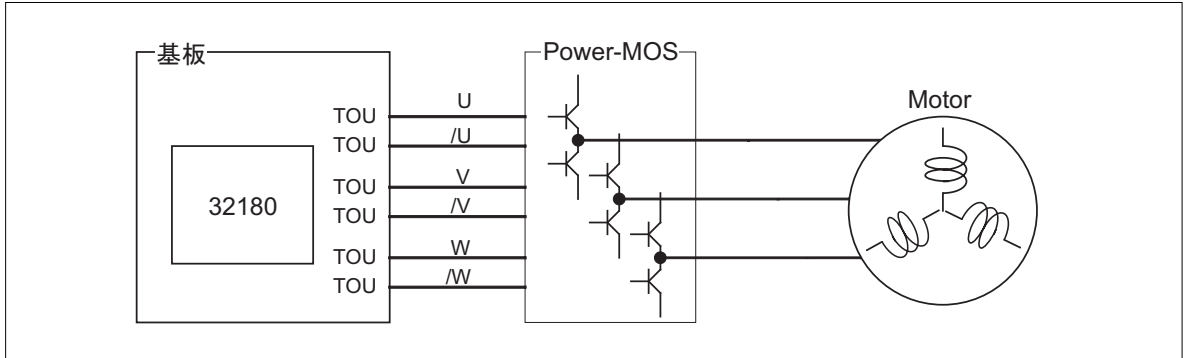 基板
Power-MOS
Motor
TOU
U
TOU
/U
TOU
V
TOU
/V
TOU
W
TOU
/W
32180